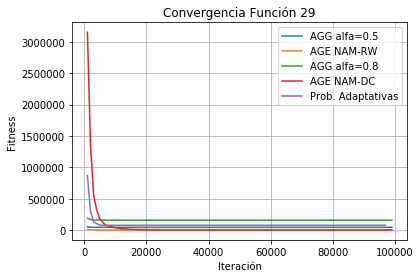 Convergencia Función 29
3000000
2500000
2000000
1500000
1000000
500000
0
Fitness
AGG alfa=0.5
AGE NAM-RW
AGG alfa=0.8
AGE NAM-DC
Prob. Adaptativas
0 20000 40000 60000 80000 100000
Iteración